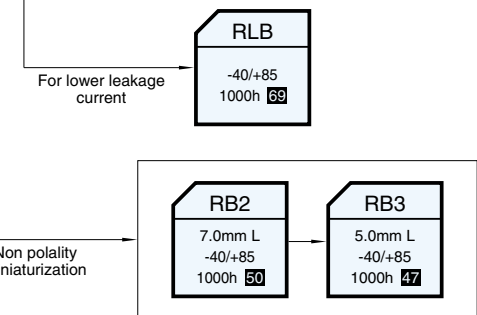 RLB
-40/+85
1000h 69
For lower leakage
current
RB2
7.0mm L
-40/+85
1000h 50
RB3
5.0mm L
-40/+85
1000h 47
Non polality
niaturization